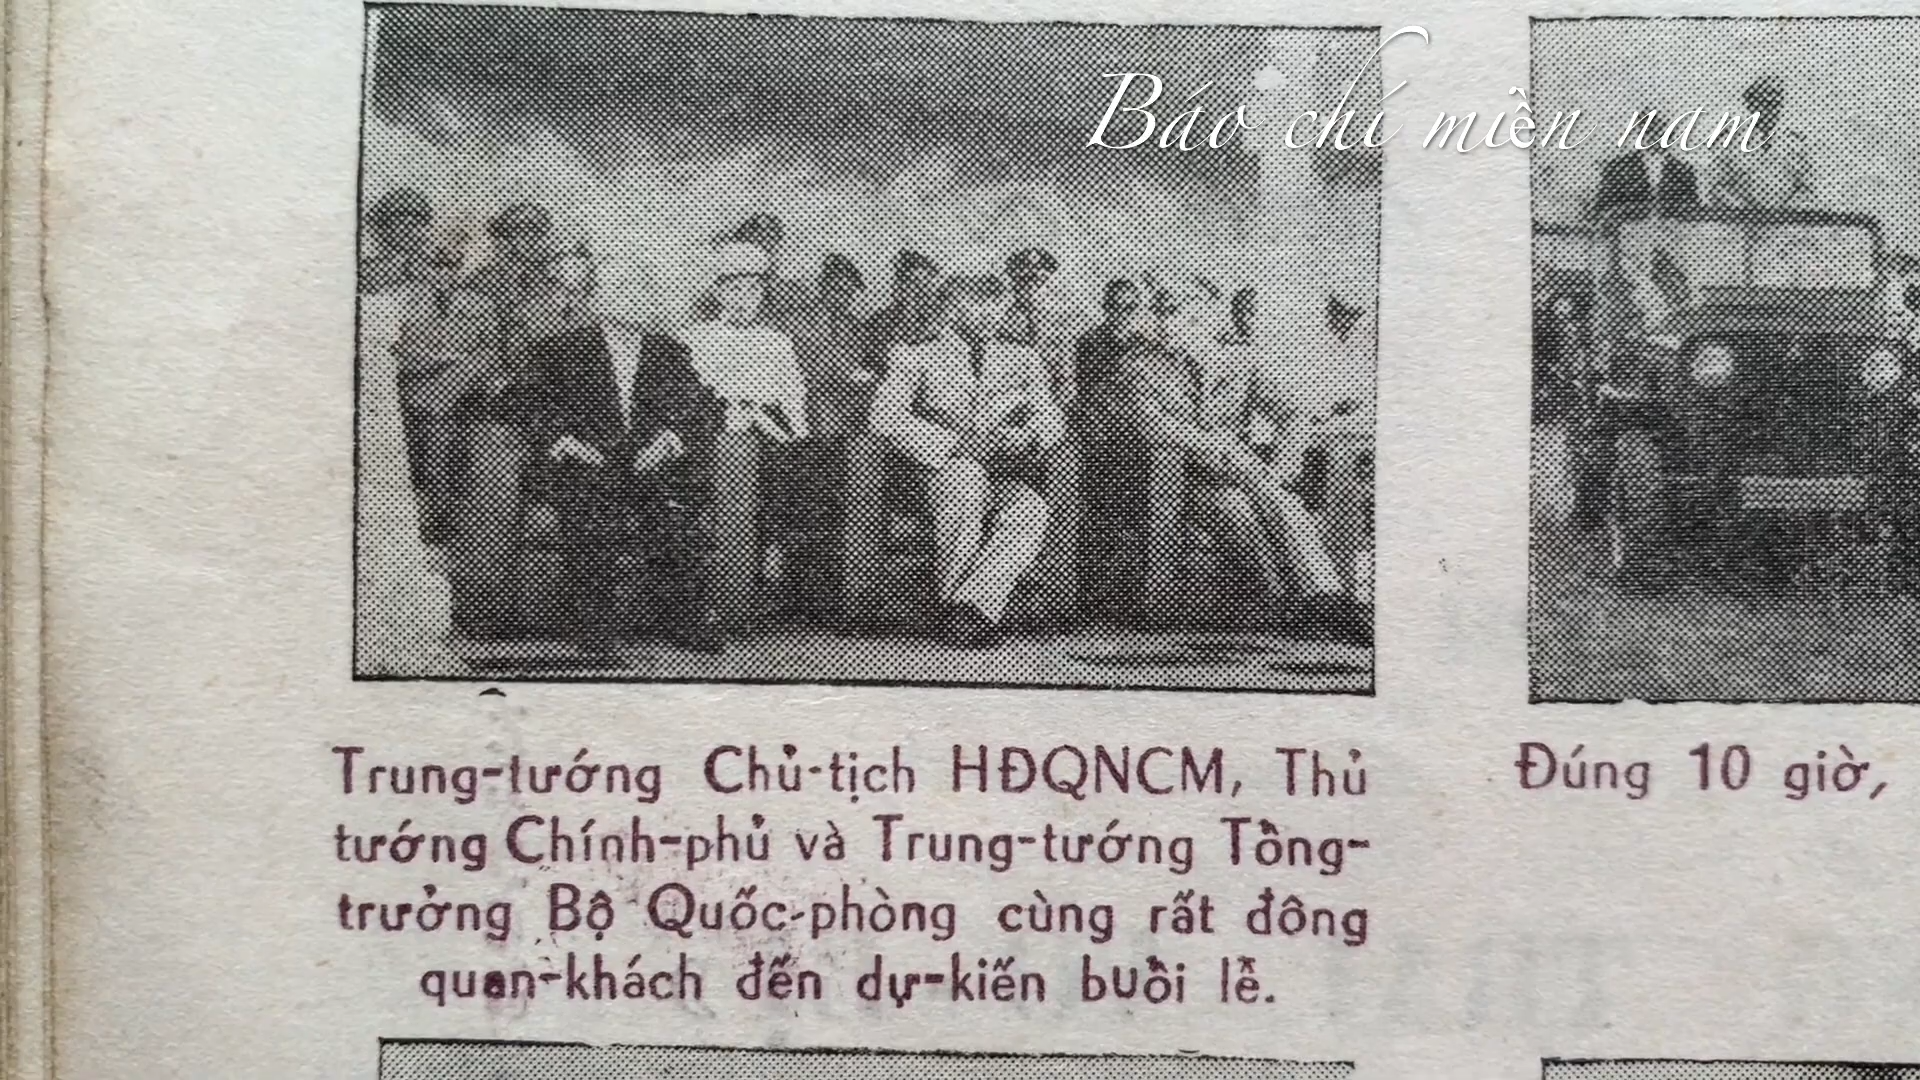 Báo chí miền nam
Trung-tướng Chủ-tịch HĐQNCM, Thủ
tướng Chính-phủ và Trung-tướng Tổng-
trưởng Bộ Quốc-phòng cùng rất đông
quan-khách đến dự-kiến buổi lễ.
Đúng 10 giờ,